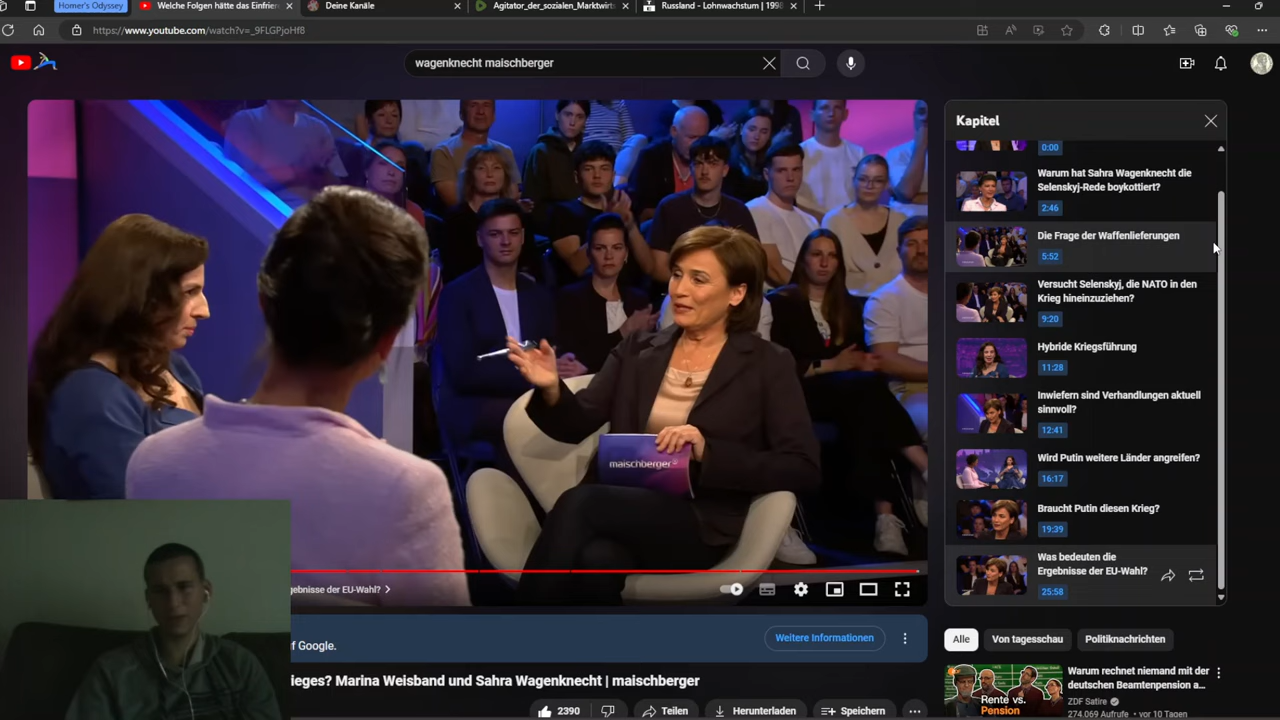 Homer's Odyssey
Welche Folgen hätte das Einfrier
Deine Kanäle
Agitator_der_sozialen_Marktwirts
Russland - Lohnwachstum | 1998
https://www.youtube.com/watch?v=_9FLGPjoHf8
wagenknecht maischberger
maischberger
Kapitel
0:00
Warum hat Sahra Wagenknecht die
Selenskyj-Rede boykottiert?
2:46
Die Frage der Waffenlieferungen
5:52
Versucht Selenskyj, die NATO in den
Krieg hineinzuziehen?
9:20
Hybride Kriegsführung
11:28
Inwiefern sind Verhandlungen aktuell
sinnvoll?
12:41
Wird Putin weitere Länder angreifen?
16:17
Braucht Putin diesen Krieg?
19:39
Was bedeuten die
Ergebnisse der EU-Wahl?
25:58
gebnisse der EU-Wahl?
f Google.
Weitere Informationen
ieges? Marina Weisband und Sahra Wagenknecht | maischberger
2390
Teilen
Herunterladen
Speichern
Alle
Von tagesschau
Politiknachrichten
Rente vs.
Pension
Warum rechnet niemand mit der
deutschen Beamtenpension a...
ZDF Satire
274.069 Aufrufe • vor 10 Tagen